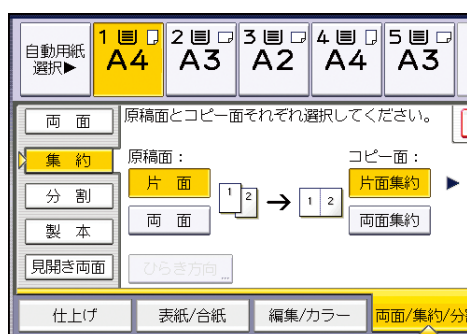 自動用紙
選択▶
1
A4
2
A3
3
A2
4
A4
5
A3
両 面
集 約
分 割
製 本
見開き両面
原稿面とコピー面それぞれ選択してください。
原稿面：
片 面
両 面
1 2 → 1 2
コピー面：
片面集約
両面集約
ひらき方向
仕上げ
表紙/合紙
編集/カラー
両面/集約/分